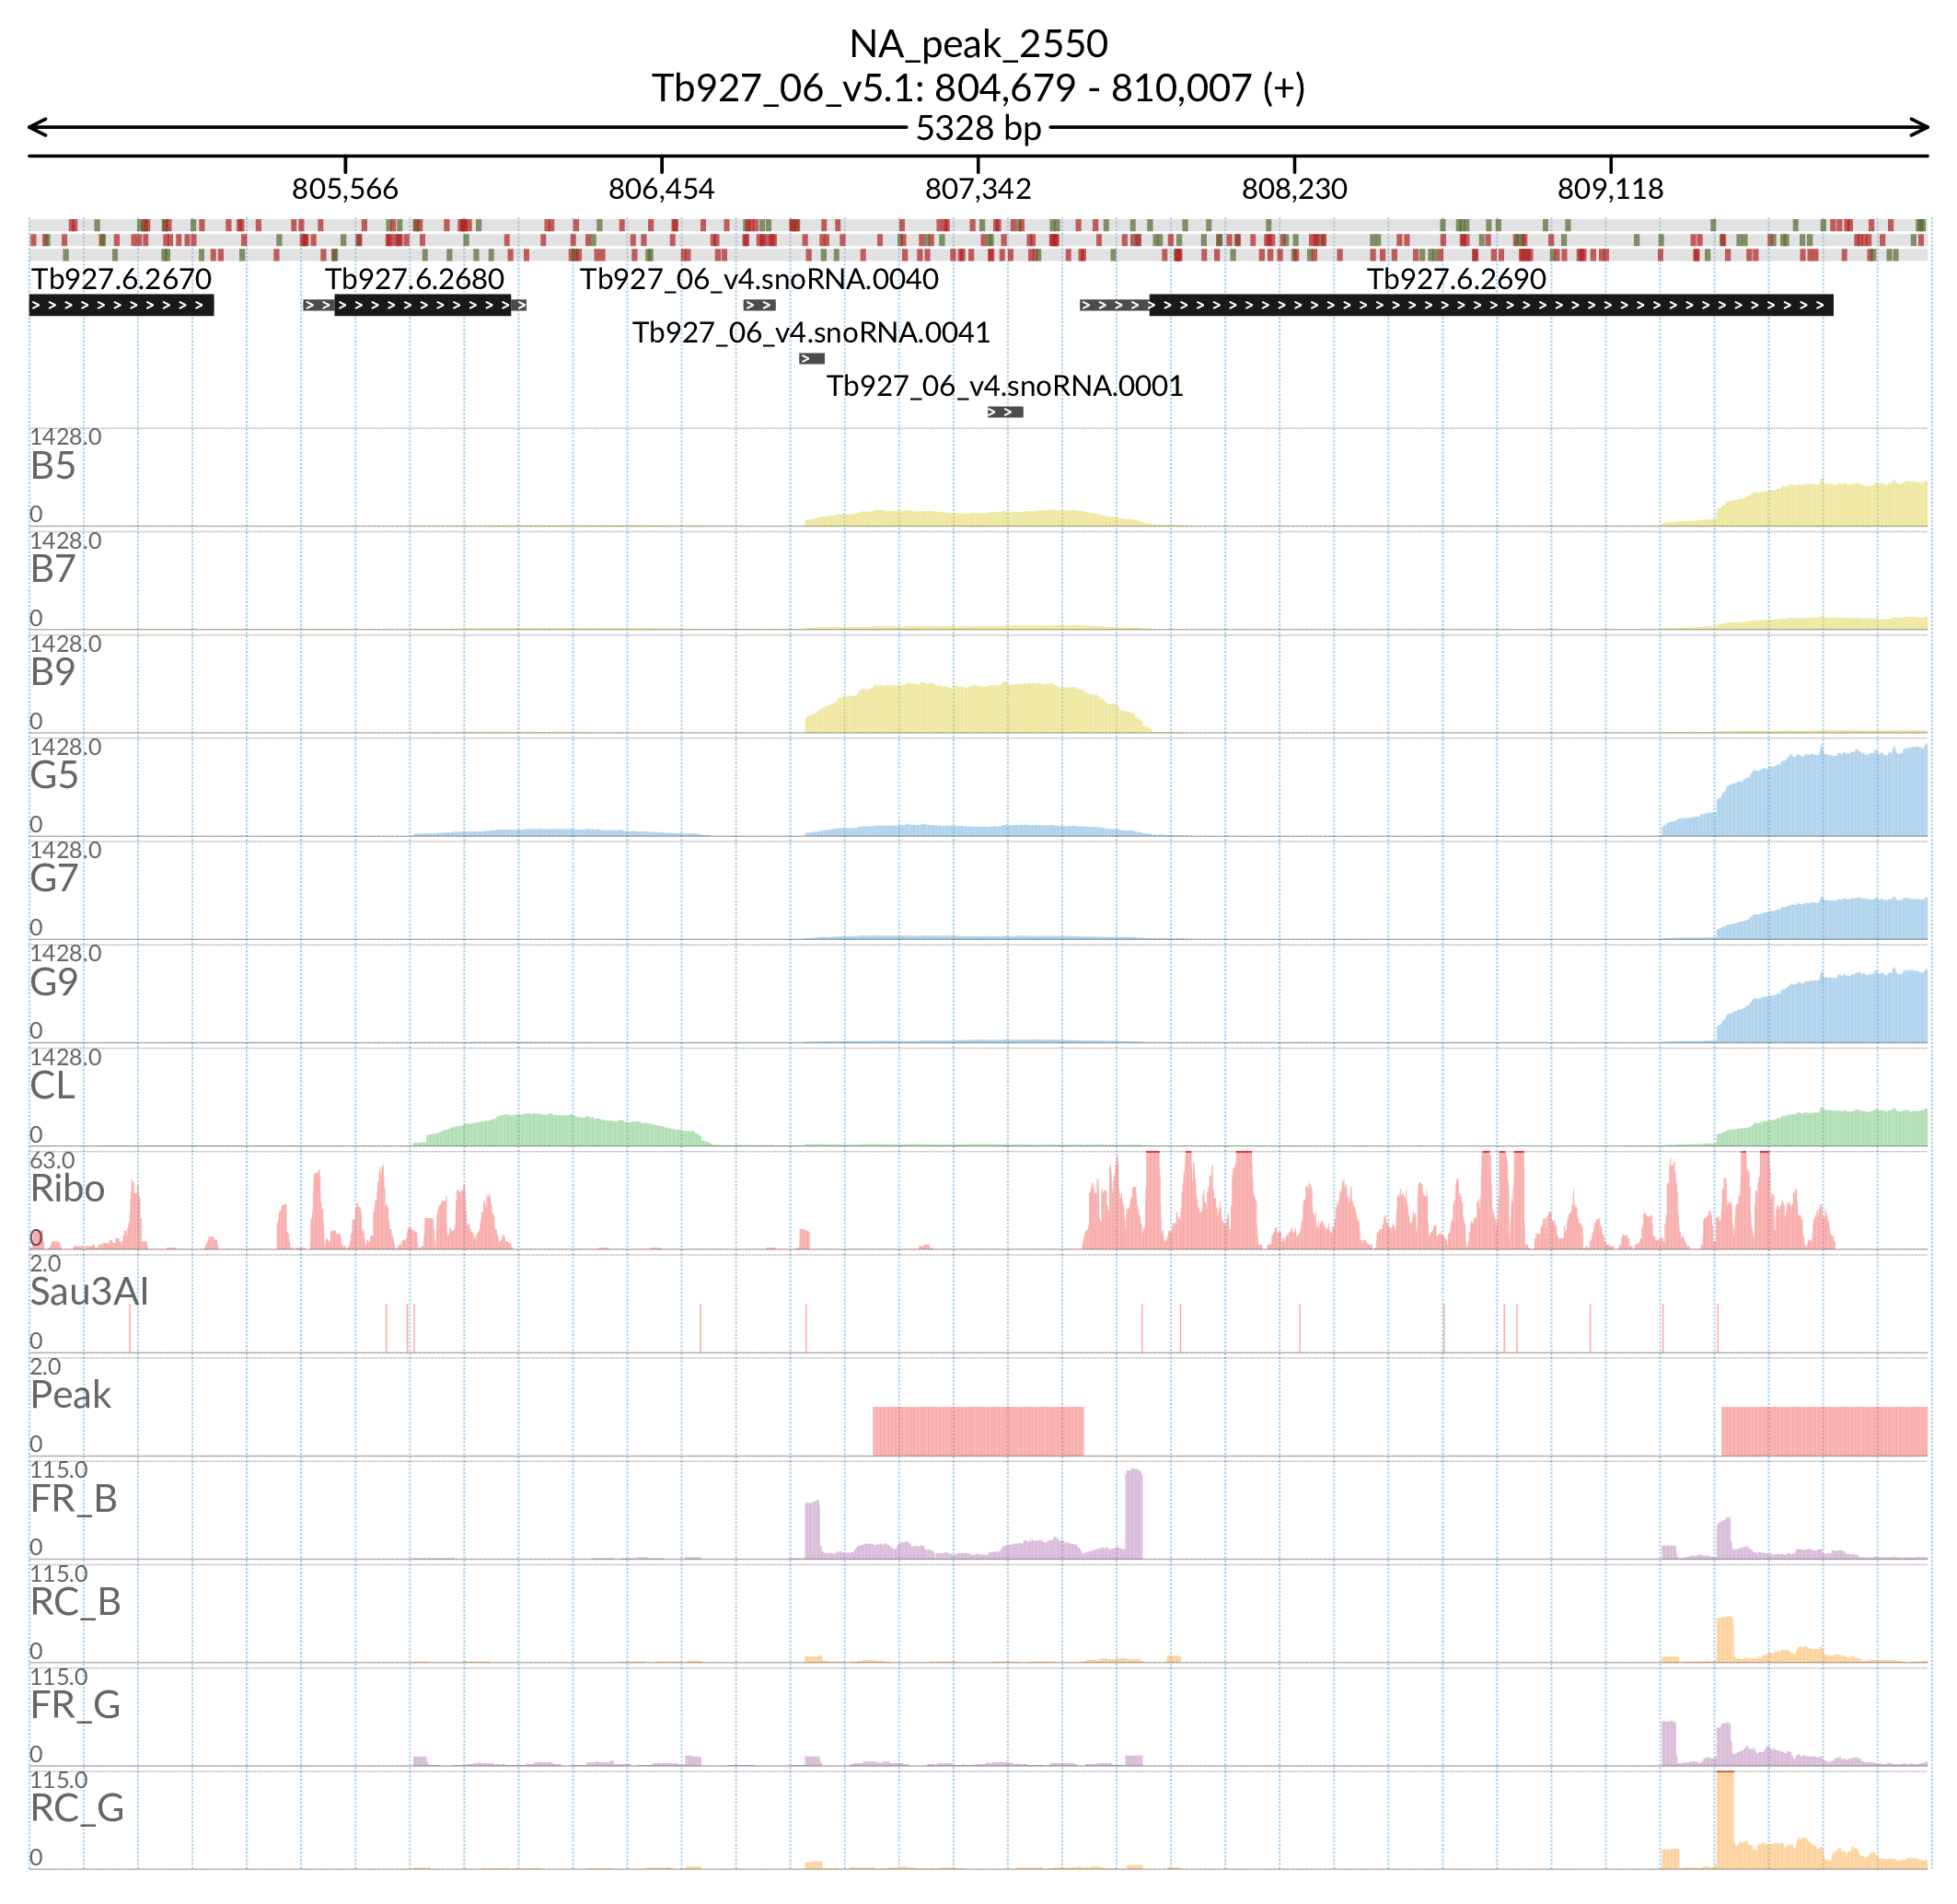 NA_peak_2550
Tb927_06_v5.1: 804,679 - 810,007 (+)
5328 bp
805,566 806,454 807,342 808,230 809,118
Tb927.6.2670 Tb927.6.2680 Tb927_06_v4.snoRNA.0040 Tb927.6.2690
Tb927_06_v4.snoRNA.0041
Tb927_06_v4.snoRNA.0001
1428.0
B5
0
1428.0
B7
0
1428.0
B9
0
1428.0
G5
0
1428.0
G7
0
1428.0
G9
0
1428.0
CL
0
63.0
Ribo
0
2.0
Sau3AI
0
2.0
Peak
0
115.0
FR_B
0
115.0
RC_B
0
115.0
FR_G
0
115.0
RC_G
0